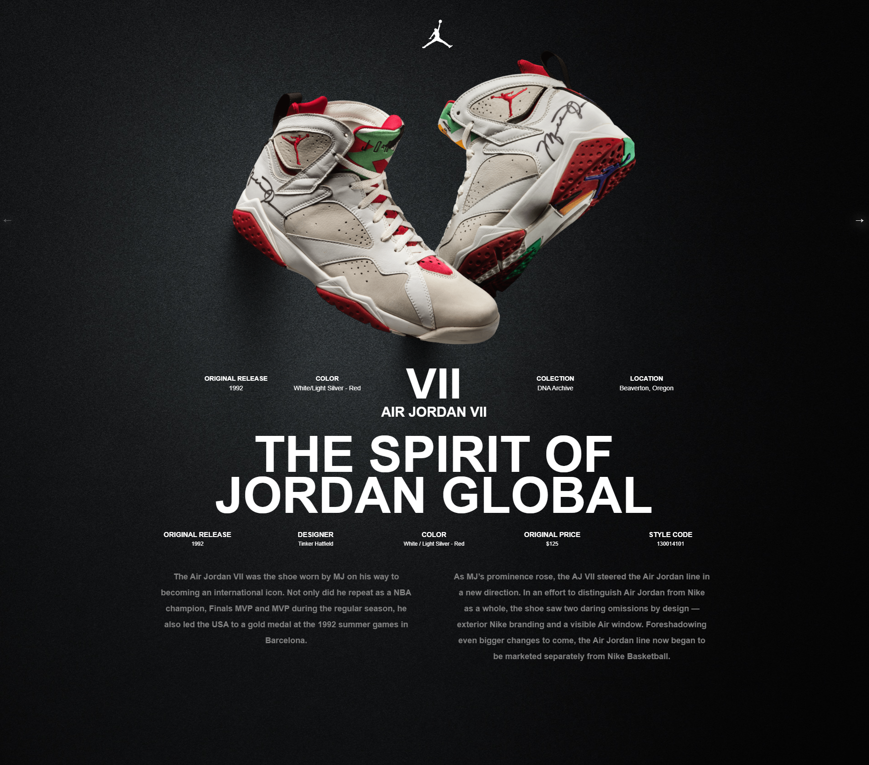 ORIGINAL RELEASE
1992
COLOR
White/Light Silver - Red
VII
AIR JORDAN VII
COLECTION
DNA Archive
LOCATION
Beaverton, Oregon
THE SPIRIT OF
JORDAN GLOBAL
ORIGINAL RELEASE
1992
DESIGNER
Tinker Hatfield
COLOR
White / Light Silver - Red
ORIGINAL PRICE
$125
STYLE CODE
130014101
The Air Jordan VII was the shoe worn by MJ on his way to
becoming an international icon. Not only did he repeat as a NBA
champion, Finals MVP and MVP during the regular season, he
also led the USA to a gold medal at the 1992 summer games in
Barcelona.
As MJ's prominence rose, the AJ VII steered the Air Jordan line in
a new direction. In an effort to distinguish Air Jordan from Nike
as a whole, the shoe saw two daring omissions by design —
exterior Nike branding and a visible Air window. Foreshadowing
even bigger changes to come, the Air Jordan line now began to
be marketed separately from Nike Basketball.